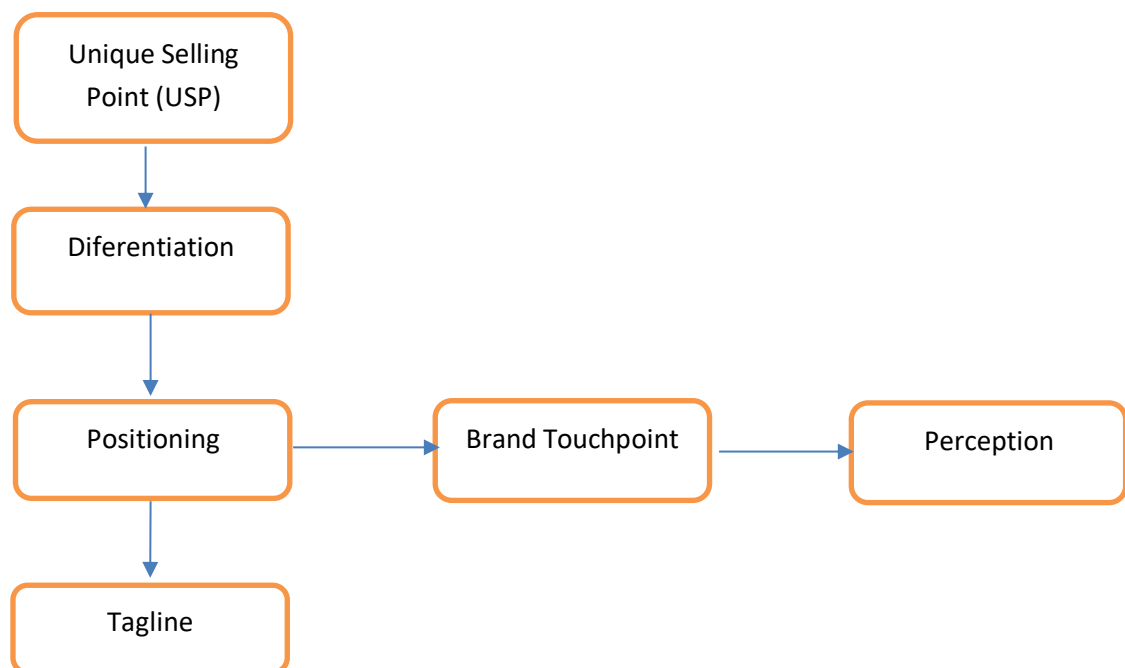 Unique Selling
Point (USP)
Diferentiation
Positioning
Brand Touchpoint
Perception
Tagline